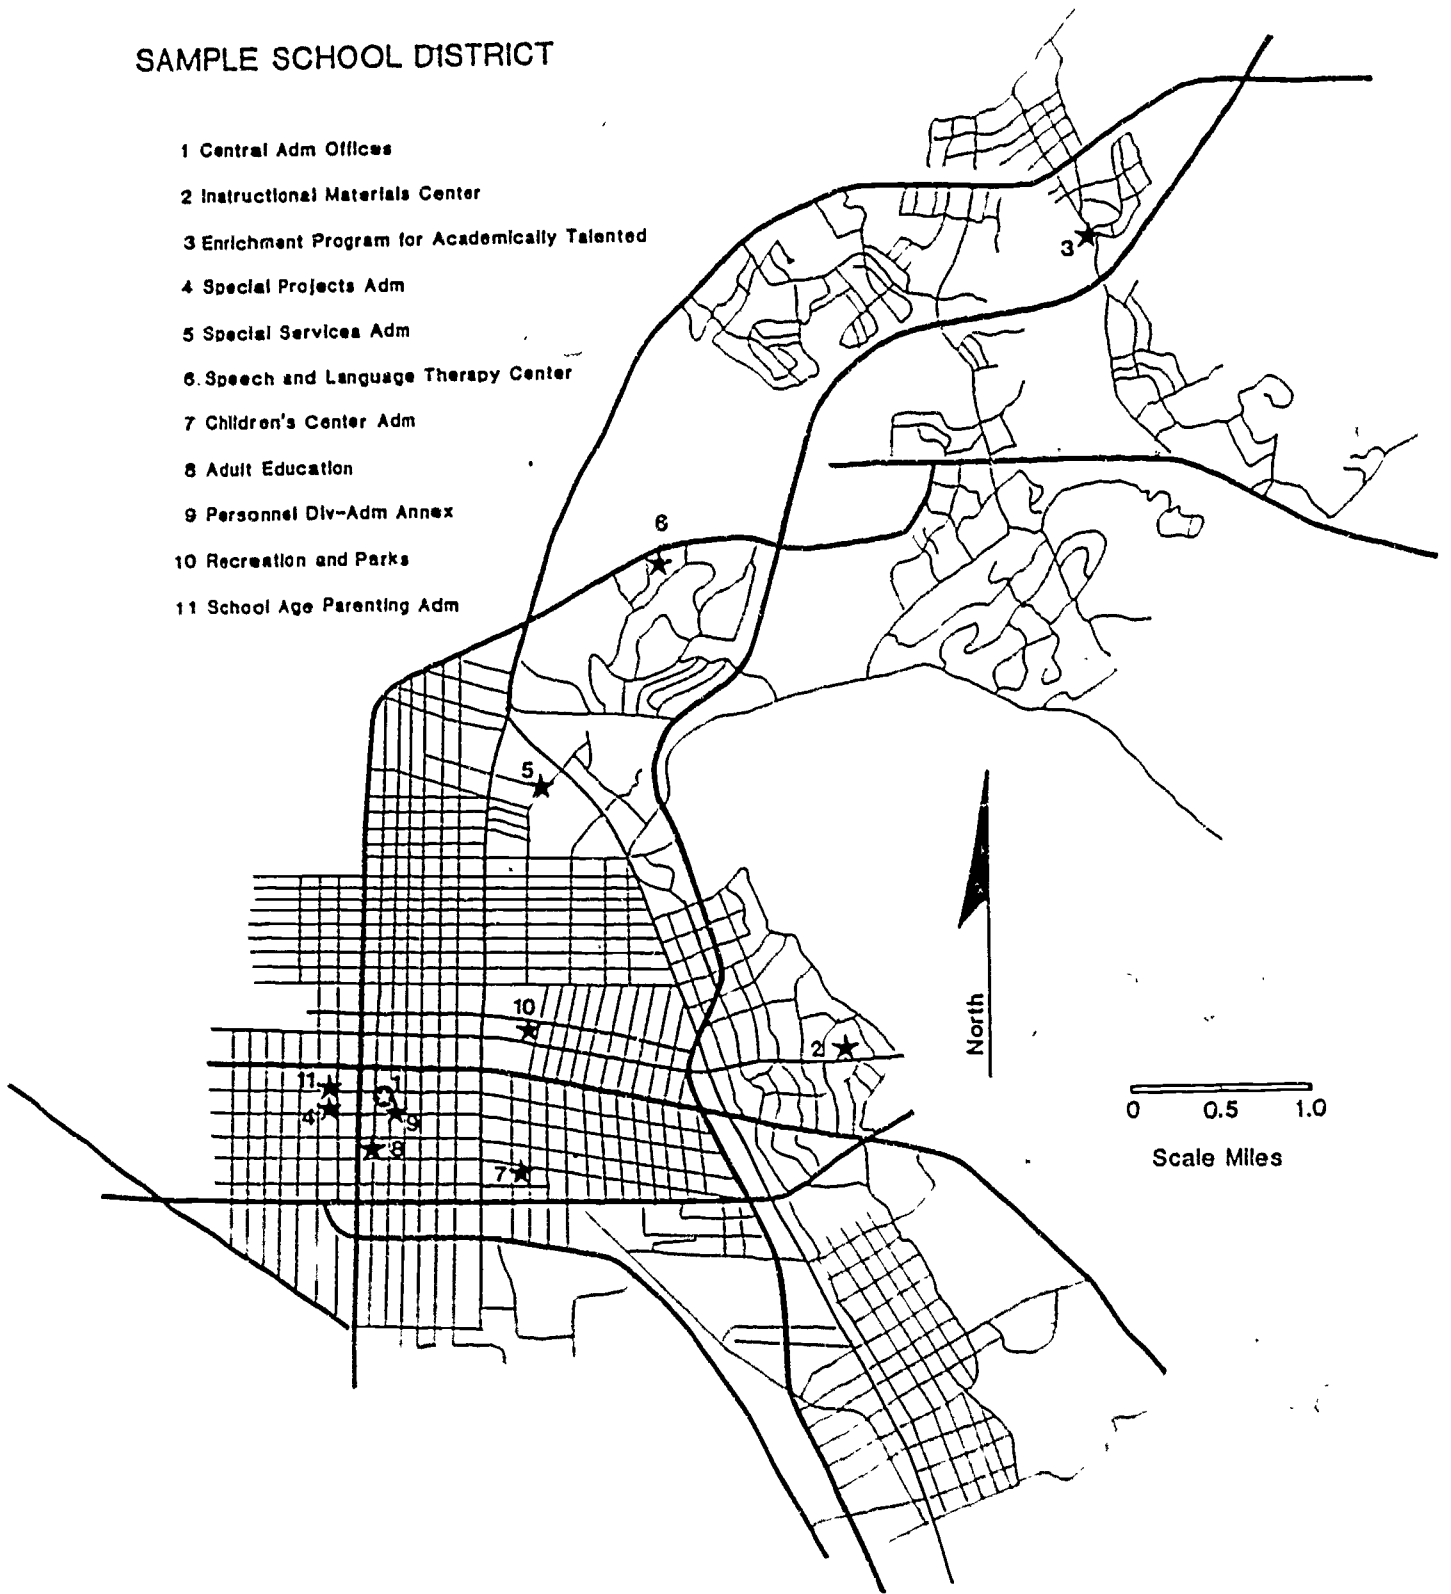 SAMPLE SCHOOL DISTRICT
1 Central Adm Offices
2 Instructional Materials Center
3 Enrichment Program for Academically Talented
4 Special Projects Adm
5 Special Services Adm
6. Speech and Language Therapy Center
7 Children's Center Adm
8 Adult Education
9 Personnel Div-Adm Annex
10 Recreation and Parks
11 School Age Parenting Adm
3
6
5
10
2
North
11
1
4
9
8
7
0 0.5 1.0
Scale Miles